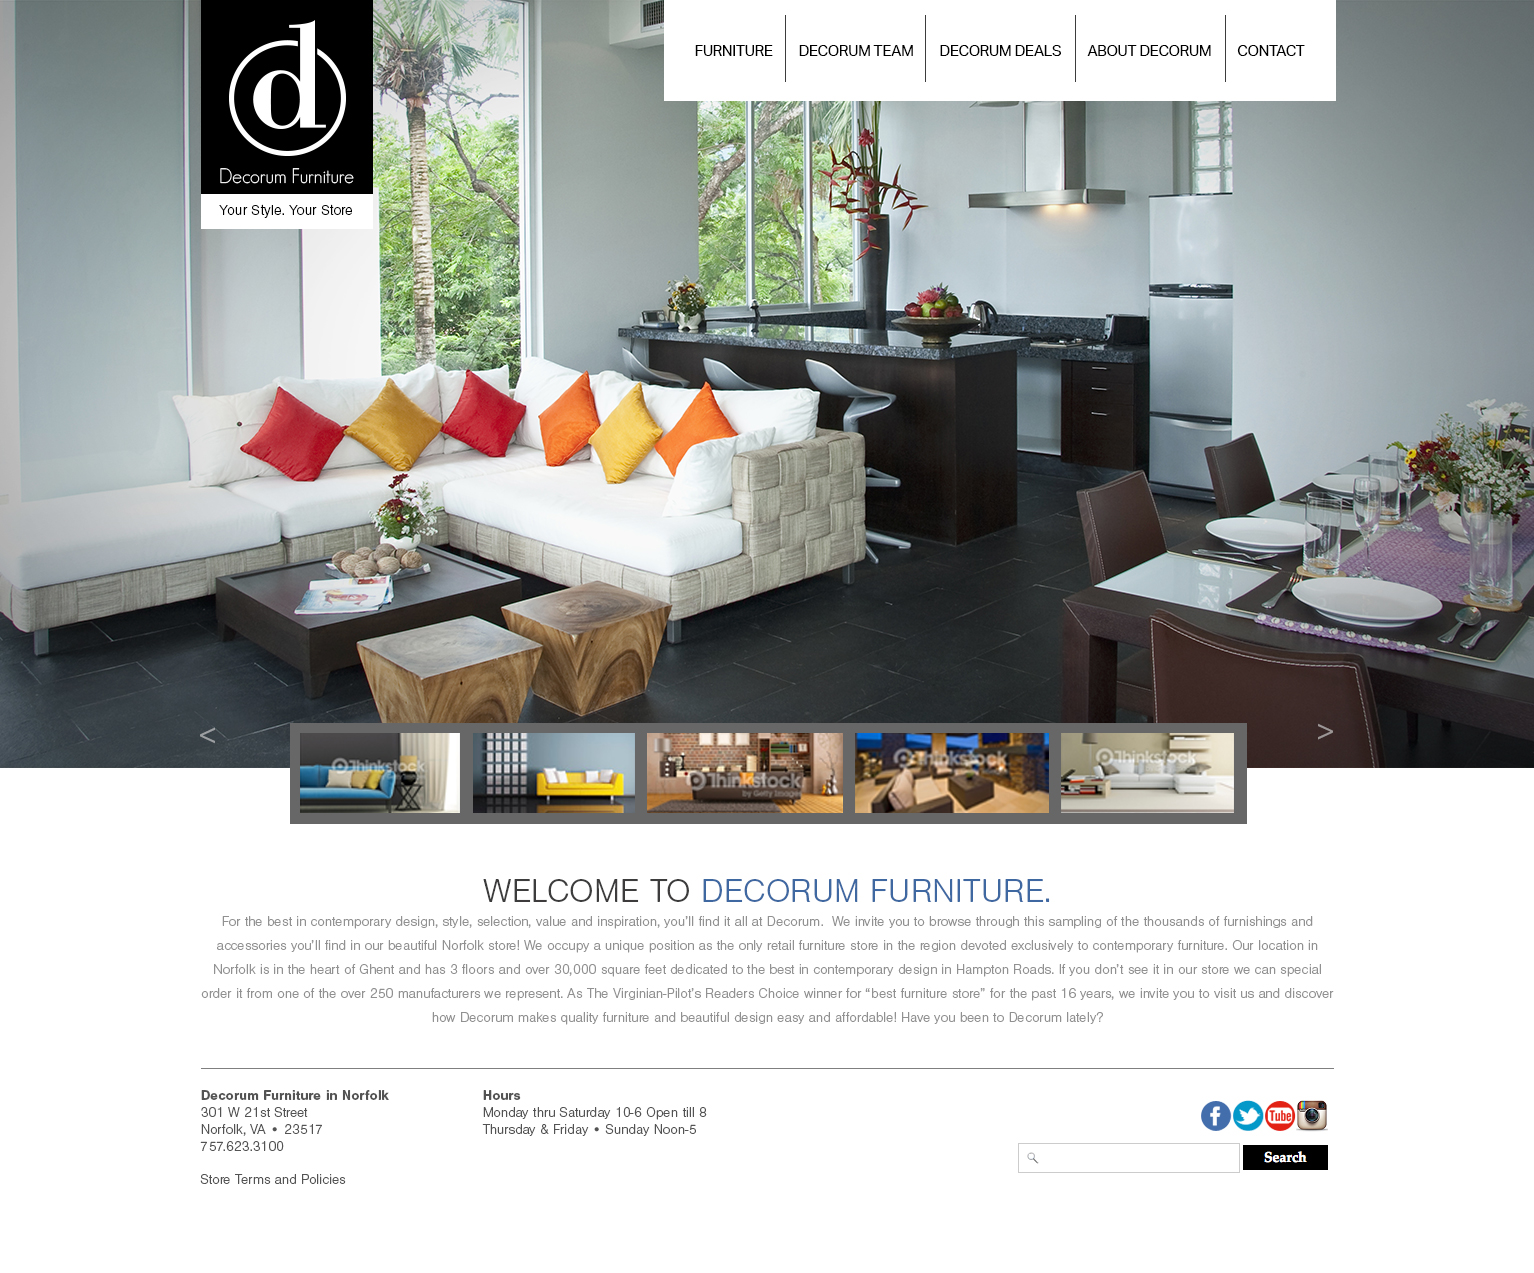 d
Decorum Furniture
Your Style. Your Store
FURNITURE
DECORUM TEAM
DECORUM DEALS
ABOUT DECORUM
CONTACT
<
>
Thinkstock
Thinkstock
by Getty Images
Thinkstock
Thinkstock
WELCOME TO DECORUM FURNITURE.
For the best in contemporary design, style, selection, value and inspiration, you'll find it all at Decorum. We invite you to browse through this sampling of the thousands of furnishings and
accessories you'll find in our beautiful Norfolk store! We occupy a unique position as the only retail furniture store in the region devoted exclusively to contemporary furniture. Our location in
Norfolk is in the heart of Ghent and has 3 floors and over 30,000 square feet dedicated to the best in contemporary design in Hampton Roads. If you don't see it in our store we can special
order it from one of the over 250 manufacturers we represent. As The Virginian-Pilot's Readers Choice winner for “best furniture store” for the past 16 years, we invite you to visit us and discover
how Decorum makes quality furniture and beautiful design easy and affordable! Have you been to Decorum lately?
Decorum Furniture in Norfolk
301 W 21st Street
Norfolk, VA • 23517
757.623.3100
Store Terms and Policies
Hours
Monday thru Saturday 10-6 Open till 8
Thursday & Friday • Sunday Noon-5
f
You Tube
Search